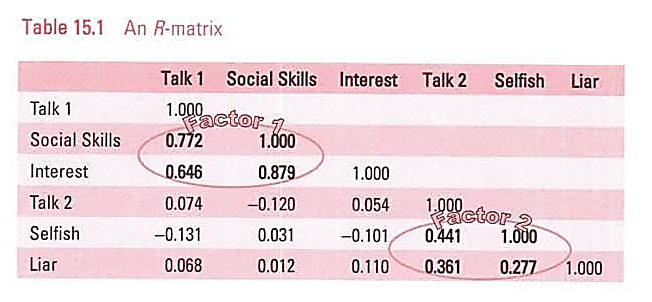 Table 15.1 An R-matrix
Talk 1 Social Skills Interest Talk 2 Selfish Liar
Talk 1 1.000
Factor 1
Social Skills 0.772 1.000
Interest 0.646 0.879 1.000
Talk 2 0.074 –0.120 0.054 1.000
Factor 2
Selfish –0.131 0.031 –0.101 0.441 1.000
Liar 0.068 0.012 0.110 0.361 0.277 1.000